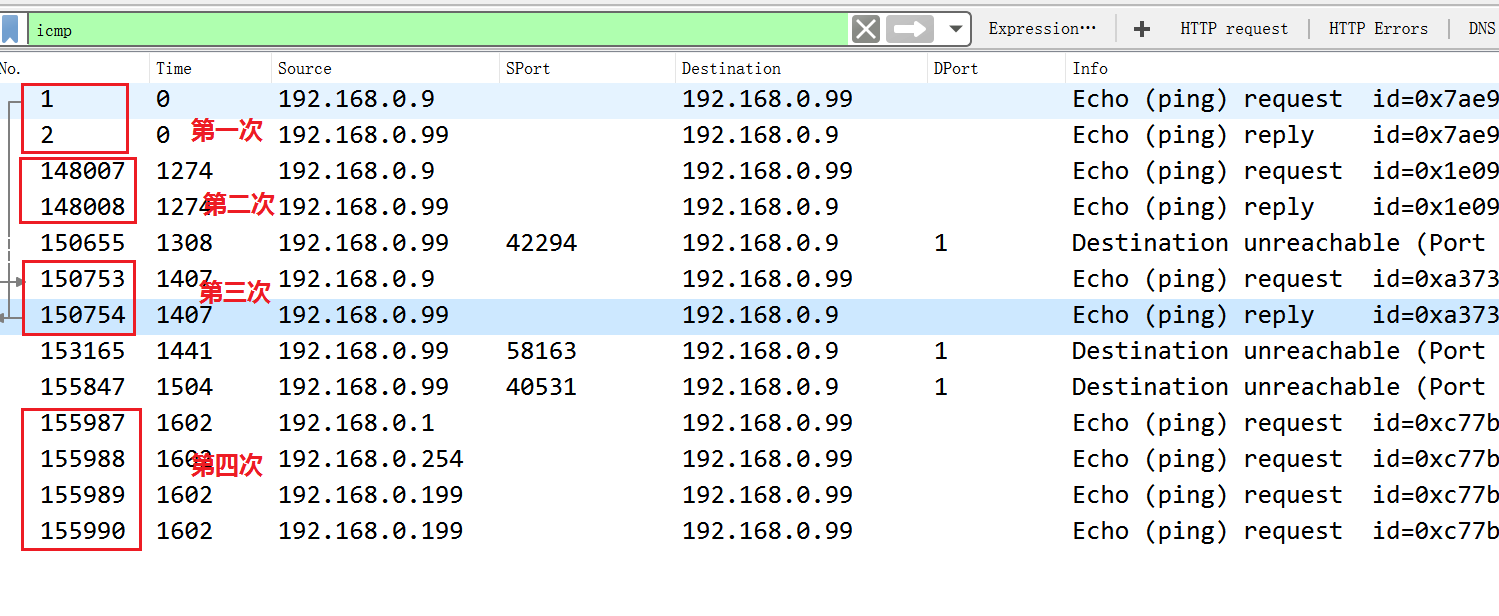 icmp Expression… HTTP request HTTP Errors DNS
No. Time Source SPort Destination DPort Info
1 0 192.168.0.9 192.168.0.99 Echo (ping) request id=0x7ae9
第一次
2 0 192.168.0.99 192.168.0.9 Echo (ping) reply id=0x7ae9
148007 1274 192.168.0.9 192.168.0.99 Echo (ping) request id=0x1e09
第二次
148008 1274 192.168.0.99 192.168.0.9 Echo (ping) reply id=0x1e09
150655 1308 192.168.0.99 42294 192.168.0.9 1 Destination unreachable (Port
150753 1407 192.168.0.9 192.168.0.99 Echo (ping) request id=0xa373
第三次
150754 1407 192.168.0.99 192.168.0.9 Echo (ping) reply id=0xa373
153165 1441 192.168.0.99 58163 192.168.0.9 1 Destination unreachable (Port
155847 1504 192.168.0.99 40531 192.168.0.9 1 Destination unreachable (Port
155987 1602 192.168.0.1 192.168.0.99 Echo (ping) request id=0xc77b
155988 1602 192.168.0.254 192.168.0.99 Echo (ping) request id=0xc77b
第四次
155989 1602 192.168.0.199 192.168.0.99 Echo (ping) request id=0xc77b
155990 1602 192.168.0.199 192.168.0.99 Echo (ping) request id=0xc77b